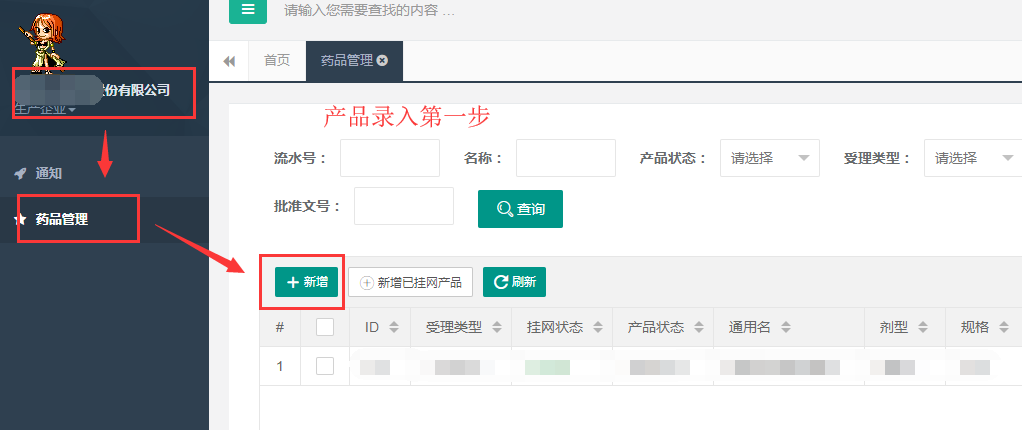 请输入您需要查找的内容 …
首页
药品管理
份有限公司
生产企业
通知
药品管理
产品录入第一步
流水号： 名称： 产品状态： 请选择 受理类型： 请选择
批准文号： 查询
新增 新增已挂网产品 刷新
# ID 受理类型 挂网状态 产品状态 通用名 剂型 规格
1